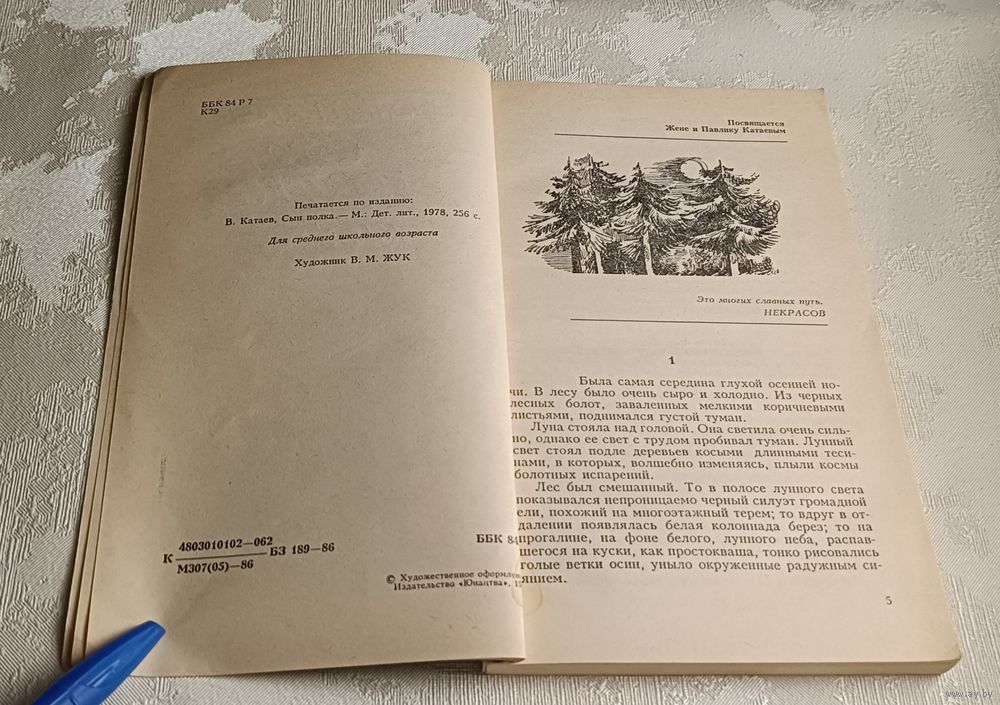 ББК 84 Р 7
К29
Печатается по изданию:
В. Катаев, Сын полка.— М.: Дет. лит., 1978, 256 с.
Для среднего школьного возраста
Художник В. М. ЖУК
К 4803010102—062 БЗ 189—86
М307(05)—86
ББК 84
© Художественное оформлен
Издательство «Юнацтва», 1
Посвящается
Жене и Павлику Катаевым
Это многих славных путь.
НЕКРАСОВ
1
Была самая середина глухой осенней но-
чи. В лесу было очень сыро и холодно. Из черных
лесных болот, заваленных мелкими коричневыми
листьями, поднимался густой туман.
Луна стояла над головой. Она светила очень силь-
но, однако ее свет с трудом пробивал туман. Лунный
свет стоял подле деревьев косыми длинными теси-
нами, в которых, волшебно изменяясь, плыли космы
болотных испарений.
Лес был смешанный. То в полосе лунного света
показывался непроницаемо черный силуэт громадной
ели, похожий на многоэтажный терем; то вдруг в от-
далении появлялась белая колоннада берез; то на
прогалине, на фоне белого, лунного неба, распав-
шегося на куски, как простокваша, тонко рисовались
голые ветки осин, уныло окруженные радужным си-
янием.
5
www.ay.by